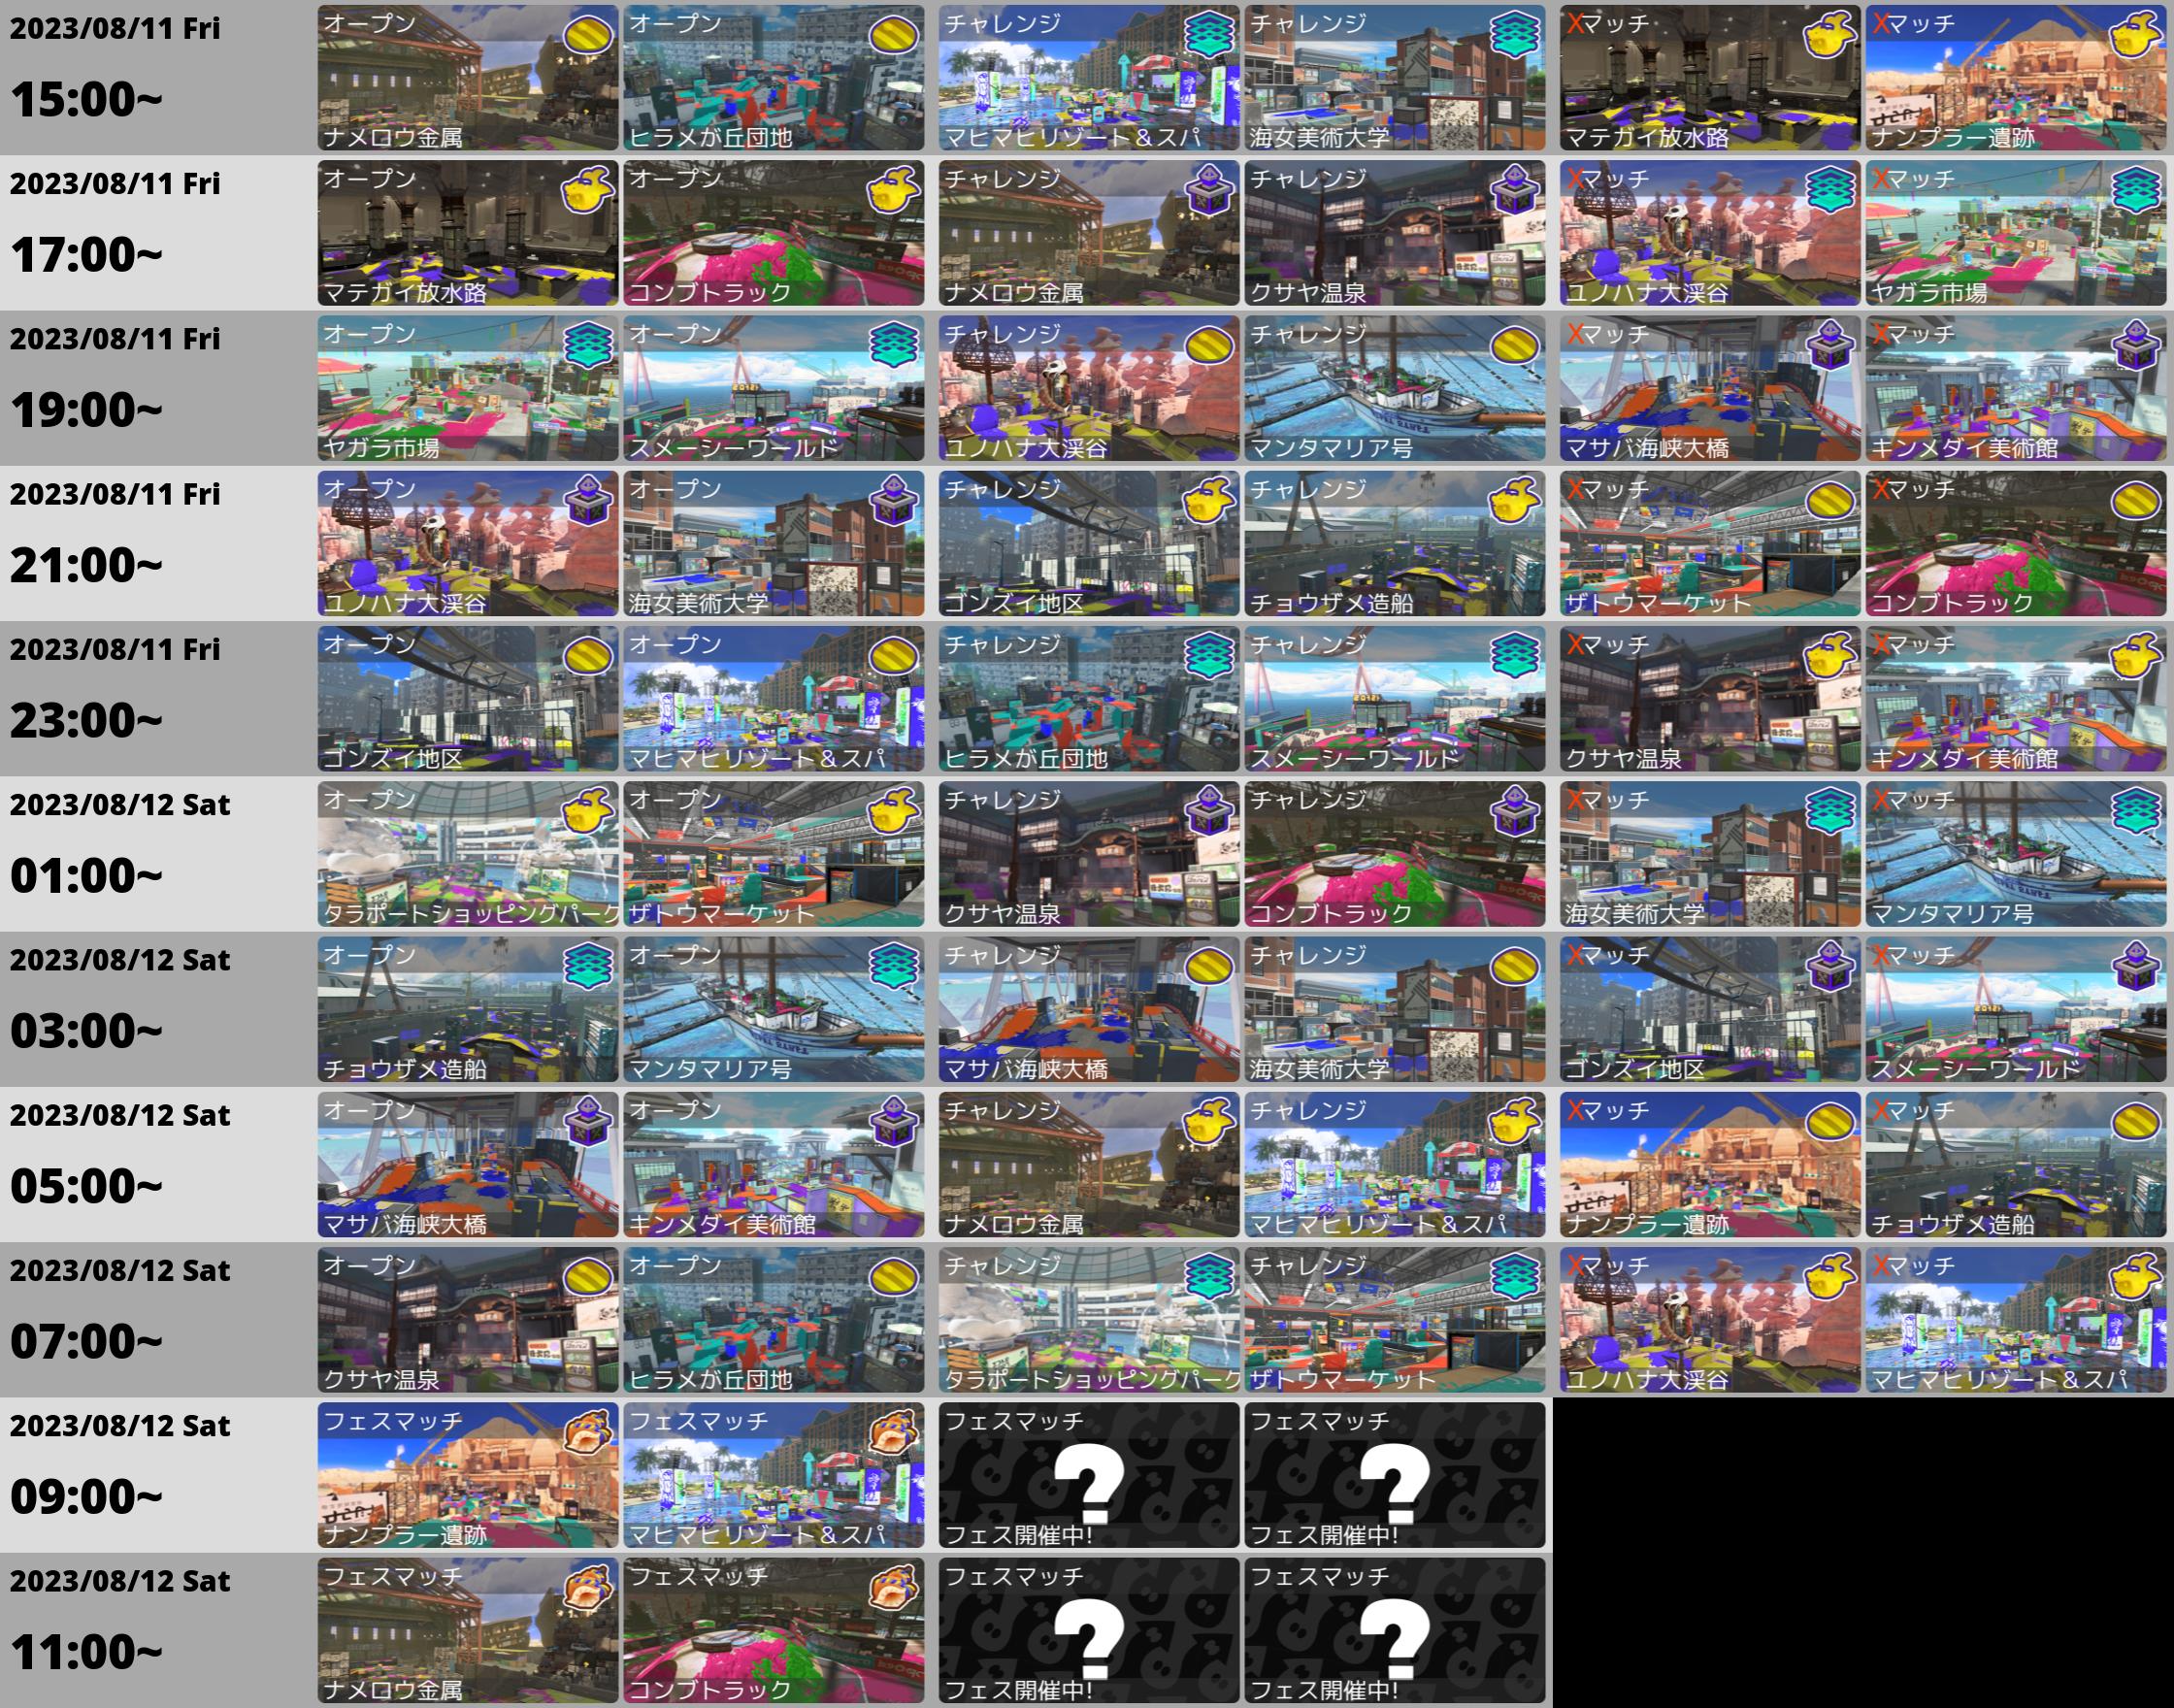 2023/08/11 Fri
15:00~
オープン
ナメロウ金属
オープン
ヒラメが丘団地
チャレンジ
マヒマヒリゾート＆スパ
チャレンジ
海女美術大学
Xマッチ
マテガイ放水路
Xマッチ
ナンプラー遺跡
2023/08/11 Fri
17:00~
オープン
マテガイ放水路
オープン
コンブトラック
チャレンジ
ナメロウ金属
チャレンジ
クサヤ温泉
Xマッチ
ユノハナ大渓谷
Xマッチ
ヤガラ市場
2023/08/11 Fri
19:00~
オープン
ヤガラ市場
オープン
スメーシーワールド
チャレンジ
ユノハナ大渓谷
チャレンジ
マンタマリア号
Xマッチ
マサバ海峡大橋
Xマッチ
キンメダイ美術館
2023/08/11 Fri
21:00~
オープン
ユノハナ大渓谷
オープン
海女美術大学
チャレンジ
ゴンズイ地区
チャレンジ
チョウザメ造船
Xマッチ
ザトウマーケット
Xマッチ
コンブトラック
2023/08/11 Fri
23:00~
オープン
ゴンズイ地区
オープン
マヒマヒリゾート＆スパ
チャレンジ
ヒラメが丘団地
チャレンジ
スメーシーワールド
Xマッチ
クサヤ温泉
Xマッチ
キンメダイ美術館
2023/08/12 Sat
01:00~
オープン
タラポートショッピングパーク
オープン
ザトウマーケット
チャレンジ
クサヤ温泉
チャレンジ
コンブトラック
Xマッチ
海女美術大学
Xマッチ
マンタマリア号
2023/08/12 Sat
03:00~
オープン
チョウザメ造船
オープン
マンタマリア号
チャレンジ
マサバ海峡大橋
チャレンジ
海女美術大学
Xマッチ
ゴンズイ地区
Xマッチ
スメーシーワールド
2023/08/12 Sat
05:00~
オープン
マサバ海峡大橋
オープン
キンメダイ美術館
チャレンジ
ナメロウ金属
チャレンジ
マヒマヒリゾート＆スパ
Xマッチ
ナンプラー遺跡
Xマッチ
チョウザメ造船
2023/08/12 Sat
07:00~
オープン
クサヤ温泉
オープン
ヒラメが丘団地
チャレンジ
タラポートショッピングパーク
チャレンジ
ザトウマーケット
Xマッチ
ユノハナ大渓谷
Xマッチ
マヒマヒリゾート＆スパ
2023/08/12 Sat
09:00~
フェスマッチ
ナンプラー遺跡
フェスマッチ
マヒマヒリゾート＆スパ
フェスマッチ
?
フェス開催中!
フェスマッチ
?
フェス開催中!
2023/08/12 Sat
11:00~
フェスマッチ
ナメロウ金属
フェスマッチ
コンブトラック
フェスマッチ
?
フェス開催中!
フェスマッチ
?
フェス開催中!